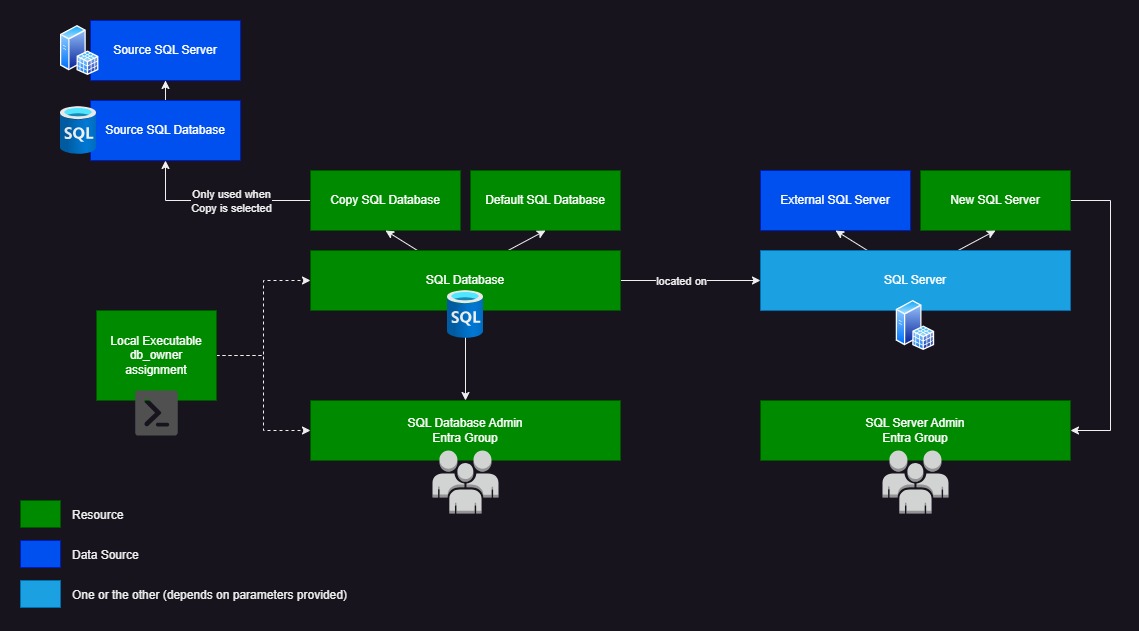 Source SQL Server
SQL
Source SQL Database
Only used when
Copy is selected
Copy SQL Database
Default SQL Database
External SQL Server
New SQL Server
SQL Database
located on
SQL Server
SQL
Local Executable
db_owner
assignment
SQL Database Admin
Entra Group
SQL Server Admin
Entra Group
Resource
Data Source
One or the other (depends on parameters provided)